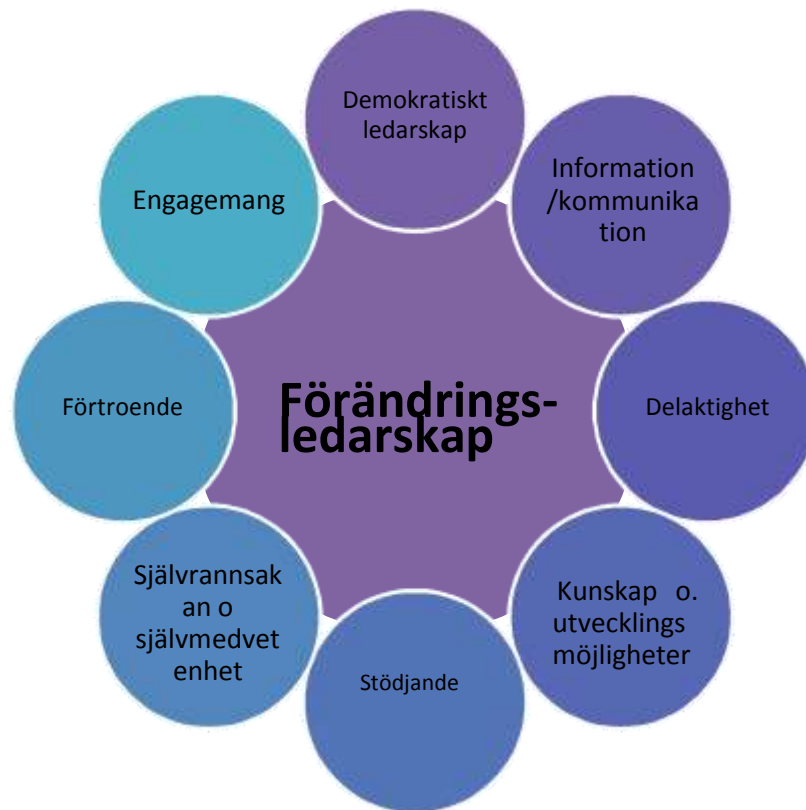 Demokratiskt
ledarskap
Information
/kommunika
tion
Delaktighet
Kunskap o.
utvecklings
möjligheter
Stödjande
Självrannsak
an o
självmedvet
enhet
Förtroende
Engagemang
Förändrings-
ledarskap